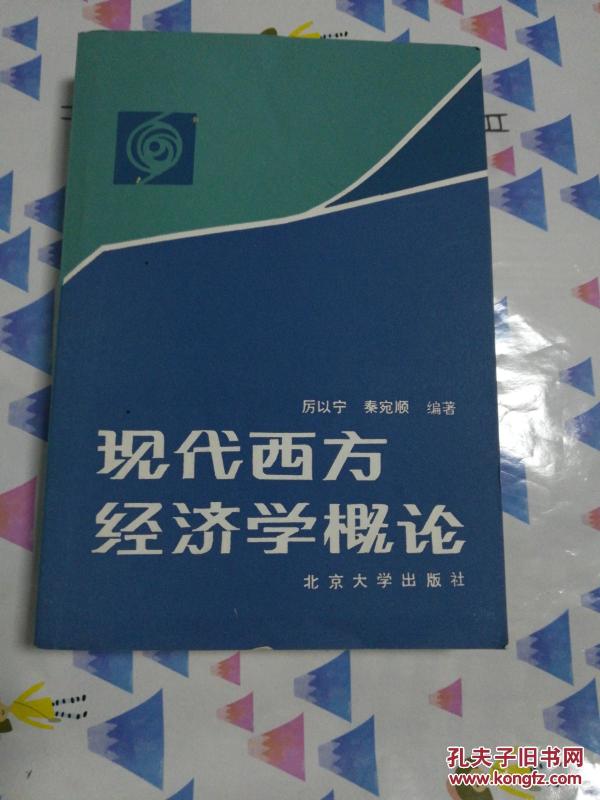 厉以宁 秦宛顺 编著
现代西方
经济学概论
北京大学出版社
孔夫子旧书网
www.kongfz.com